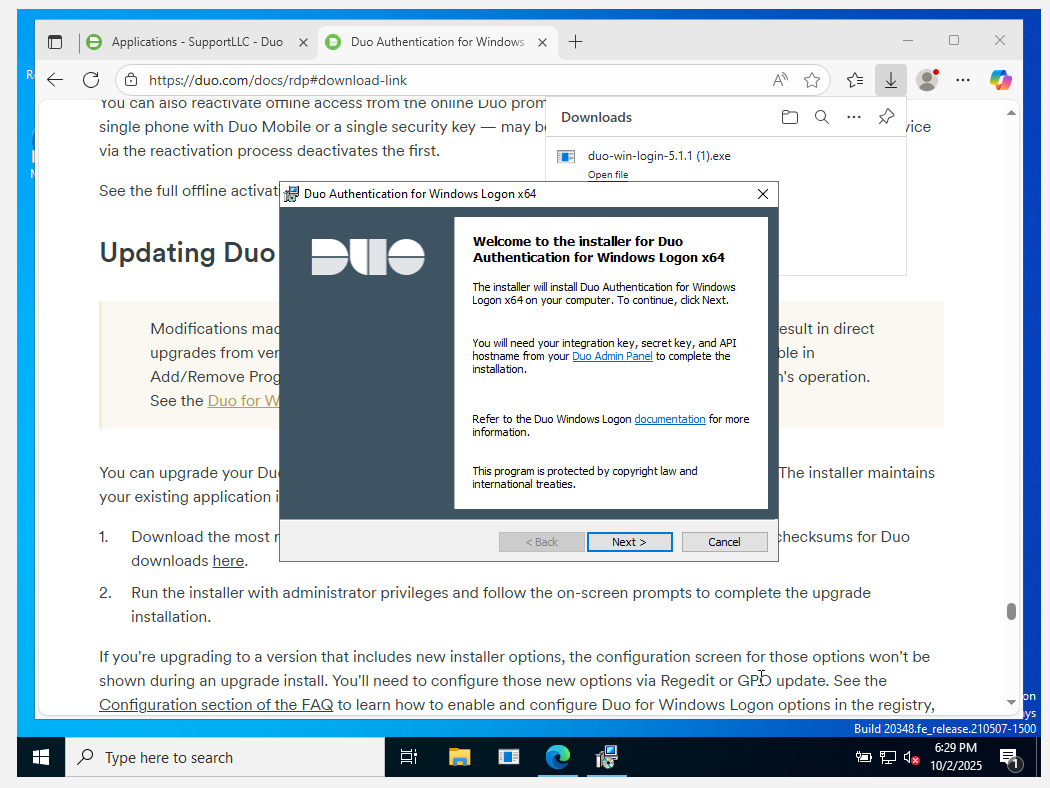 Applications - SupportLLC - Duo
Duo Authentication for Windows
https://duo.com/docs/rdp#download-link
You can also reactivate offline access from the online Duo prom
single phone with Duo Mobile or a single security key — may be
vice
via the reactivation process deactivates the first.
See the full offline activat
Downloads
duo-win-login-5.1.1 (1).exe
Open file
Duo Authentication for Windows Logon x64
DUO
Welcome to the installer for Duo
Authentication for Windows Logon x64
The installer will install Duo Authentication for Windows
Logon x64 on your computer. To continue, click Next.
You will need your integration key, secret key, and API
hostname from your Duo Admin Panel to complete the
installation.
Refer to the Duo Windows Logon documentation for more
information.
This program is protected by copyright law and
international treaties.
< Back
Next >
Cancel
Updating Duo
Modifications mad
esult in direct
upgrades from ver
ble in
Add/Remove Prog
n's operation.
See the Duo for W
You can upgrade your Duo
The installer maintains
your existing application i
1. Download the most r
checksums for Duo
downloads here.
2. Run the installer with administrator privileges and follow the on-screen prompts to complete the upgrade
installation.
If you're upgrading to a version that includes new installer options, the configuration screen for those options won't be
shown during an upgrade install. You'll need to configure those new options via Regedit or GPO update. See the
Configuration section of the FAQ to learn how to enable and configure Duo for Windows Logon options in the registry,
on
ys
Build 20348.fe_release.210507-1500
Type here to search
6:29 PM
10/2/2025
1